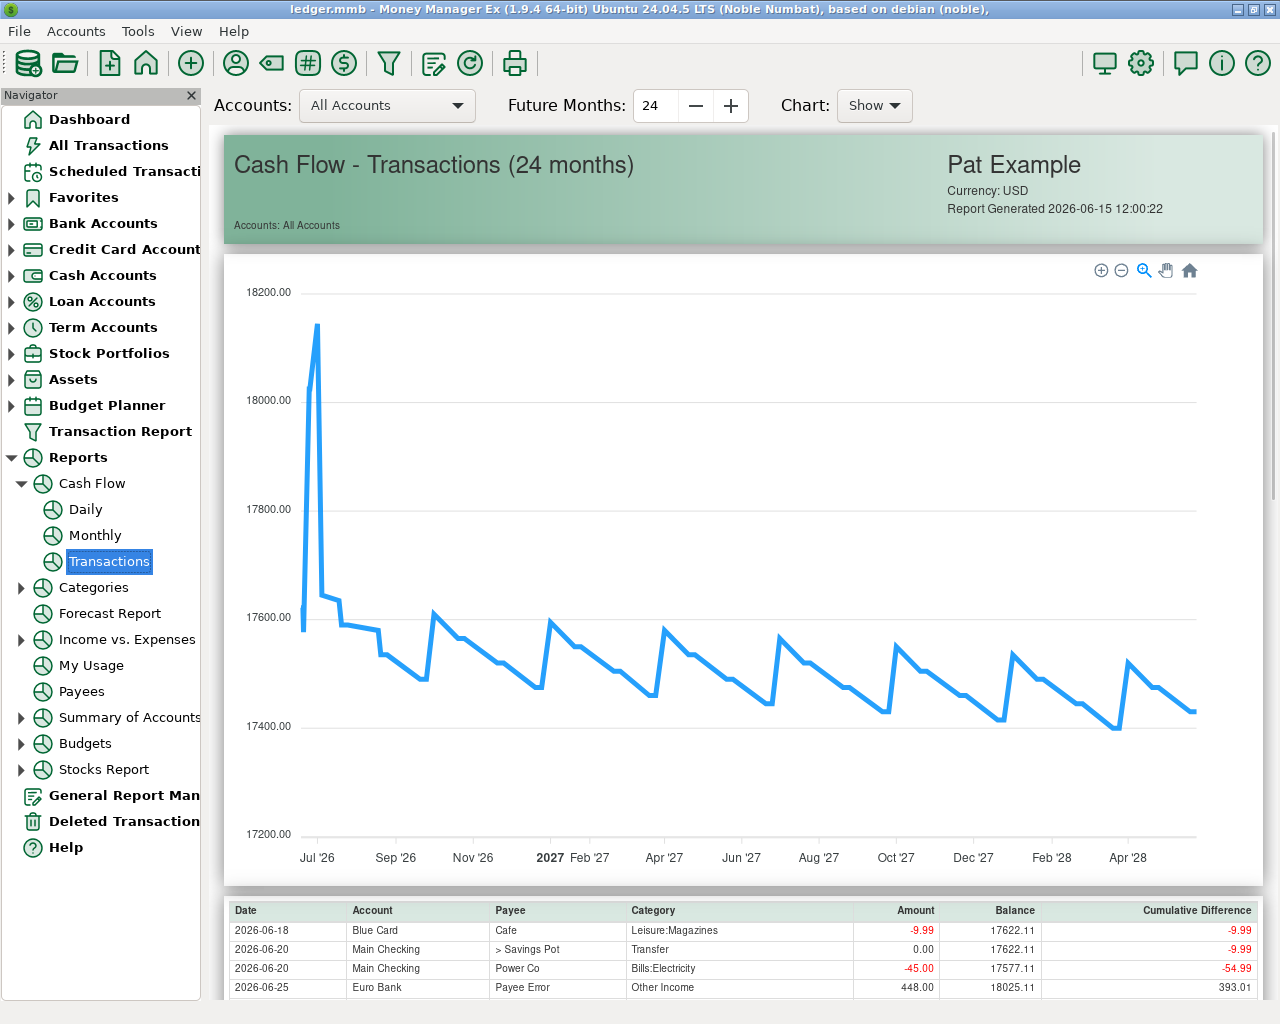 ledger.mmb - Money Manager Ex (1.9.4 64-bit) Ubuntu 24.04.5 LTS (Noble Numbat), based on debian (noble),
File Accounts Tools View Help
Navigator
Dashboard
All Transactions
Scheduled Transacti
Favorites
Bank Accounts
Credit Card Account
Cash Accounts
Loan Accounts
Term Accounts
Stock Portfolios
Assets
Budget Planner
Transaction Report
Reports
Cash Flow
Daily
Monthly
Transactions
Categories
Forecast Report
Income vs. Expenses
My Usage
Payees
Summary of Accounts
Budgets
Stocks Report
General Report Man
Deleted Transaction
Help
Accounts: All Accounts Future Months: 24 Chart: Show
Cash Flow - Transactions (24 months)
Accounts: All Accounts
Pat Example
Currency: USD
Report Generated 2026-06-15 12:00:22
18200.00
18000.00
17800.00
17600.00
17400.00
17200.00
Jul '26 Sep '26 Nov '26 2027 Feb '27 Apr '27 Jun '27 Aug '27 Oct '27 Dec '27 Feb '28 Apr '28
Date Account Payee Category Amount Balance Cumulative Difference
2026-06-18 Blue Card Cafe Leisure:Magazines -9.99 17622.11 -9.99
2026-06-20 Main Checking > Savings Pot Transfer 0.00 17622.11 -9.99
2026-06-20 Main Checking Power Co Bills:Electricity -45.00 17577.11 -54.99
2026-06-25 Euro Bank Payee Error Other Income 448.00 18025.11 393.01